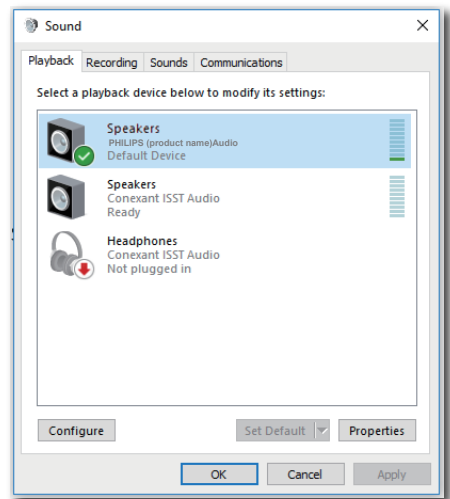 Sound
Playback Recording Sounds Communications
Select a playback device below to modify its settings:
Speakers
PHILIPS (product name)Audio
Default Device
Speakers
Conexant ISST Audio
Ready
Headphones
Conexant ISST Audio
Not plugged in
Configure Set Default Properties
OK Cancel Apply